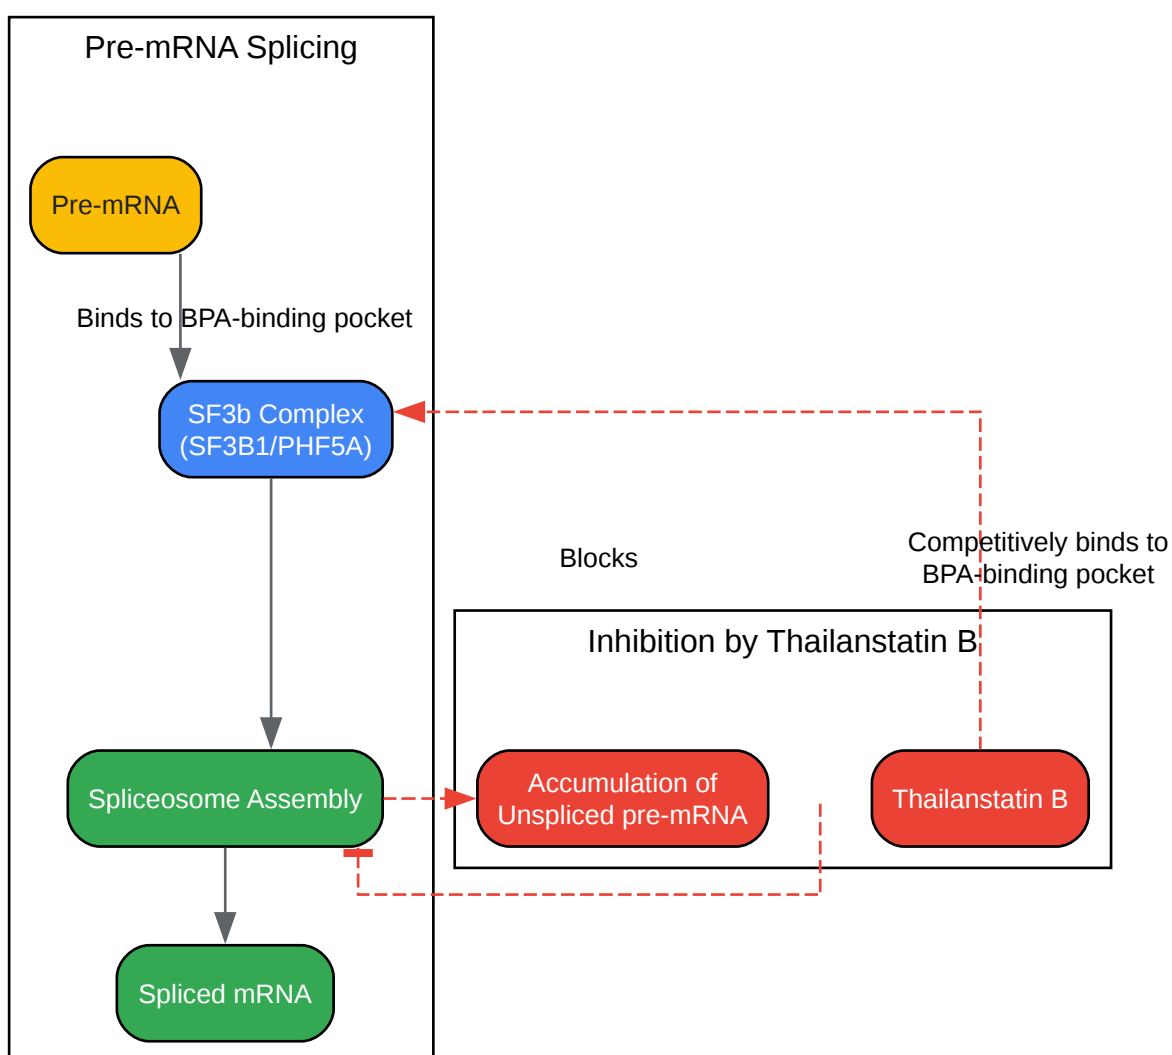 Pre-mRNA Splicing
Pre-mRNA
Binds to BPA-binding pocket
SF3b Complex
(SF3B1/PHF5A)
Blocks
Competitively binds to
BPA-binding pocket
Inhibition by Thailanstatin B
Spliceosome Assembly
Accumulation of
Unspliced pre-mRNA
Thailanstatin B
Spliced mRNA